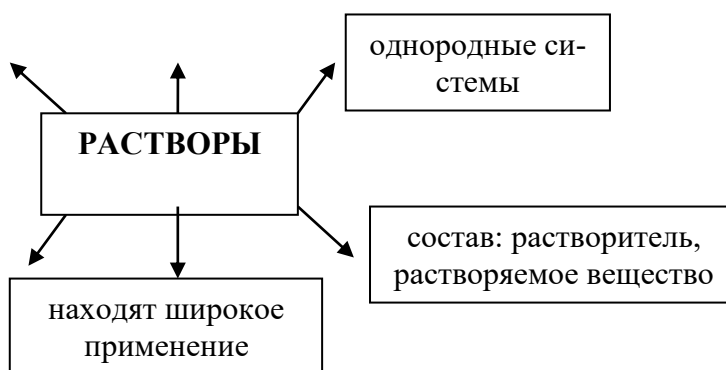 однородные си-
стемы
РАСТВОРЫ
состав: растворитель,
растворяемое вещество
находят широкое
применение